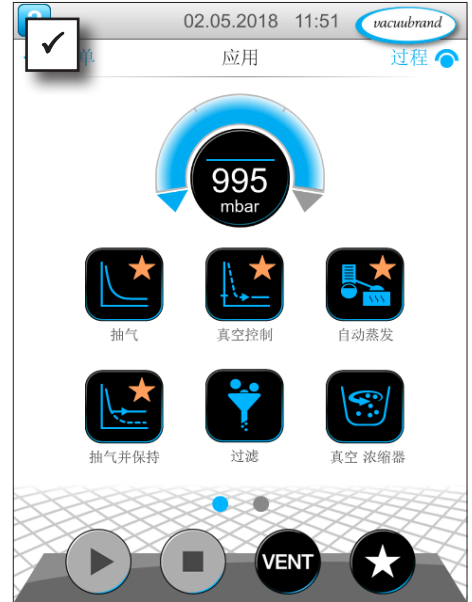 02.05.2018 11:51 vacuubrand
单 应用 过程
995
mbar
抽气 真空控制 自动蒸发
抽气并保持 过滤 真空 浓缩器
VENT